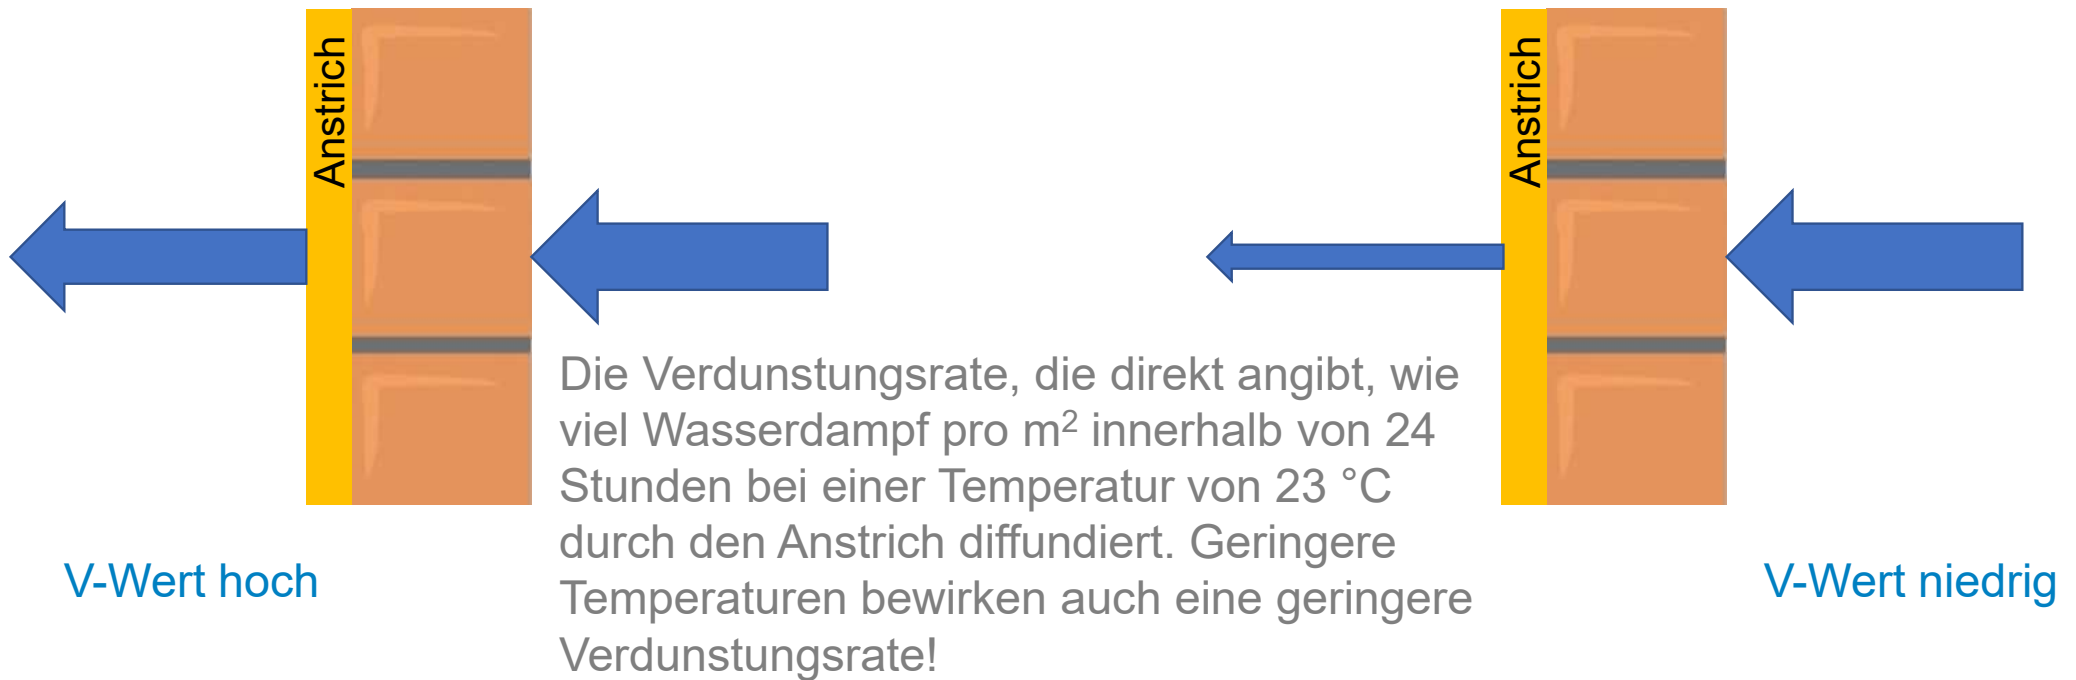 Anstrich
Anstrich
Die Verdunstungsrate, die direkt angibt, wie
viel Wasserdampf pro m² innerhalb von 24
Stunden bei einer Temperatur von 23 °C
durch den Anstrich diffundiert. Geringere
Temperaturen bewirken auch eine geringere
Verdunstungsrate!
V-Wert hoch
V-Wert niedrig